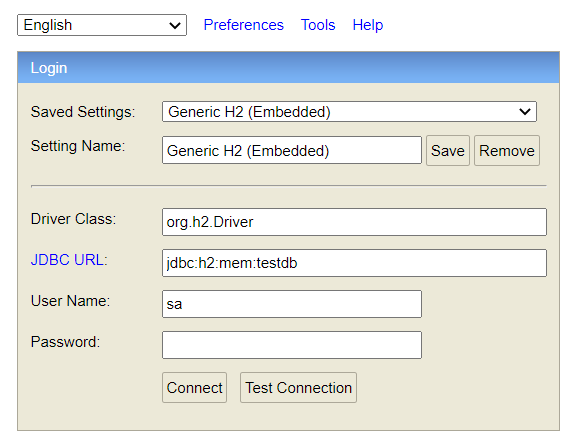 English Preferences Tools Help
Login
Saved Settings: Generic H2 (Embedded)
Setting Name: Generic H2 (Embedded) Save Remove
Driver Class: org.h2.Driver
JDBC URL: jdbc:h2:mem:testdb
User Name: sa
Password:
Connect Test Connection